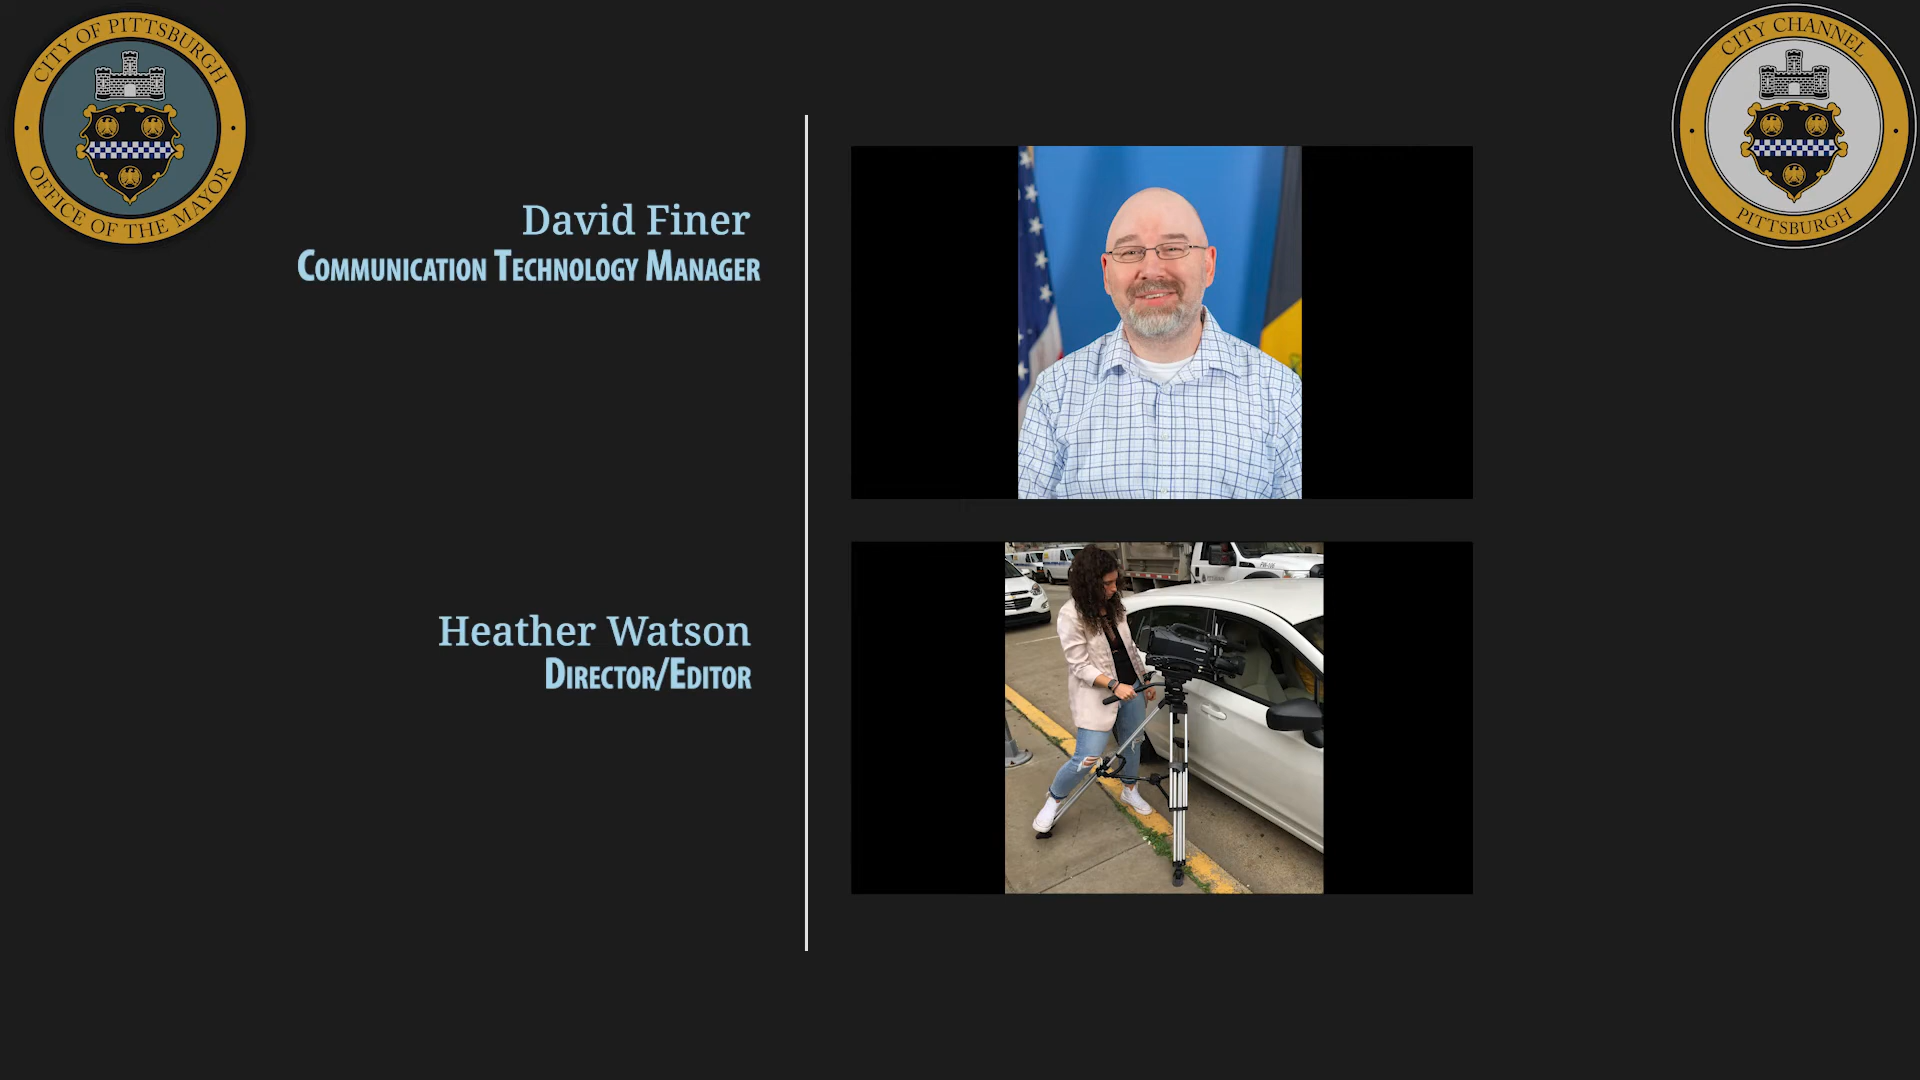 CITY OF PITTSBURGH
OFFICE OF THE MAYOR
CITY CHANNEL
PITTSBURGH
David Finer
COMMUNICATION TECHNOLOGY MANAGER
Heather Watson
DIRECTOR/EDITOR
Panasonic